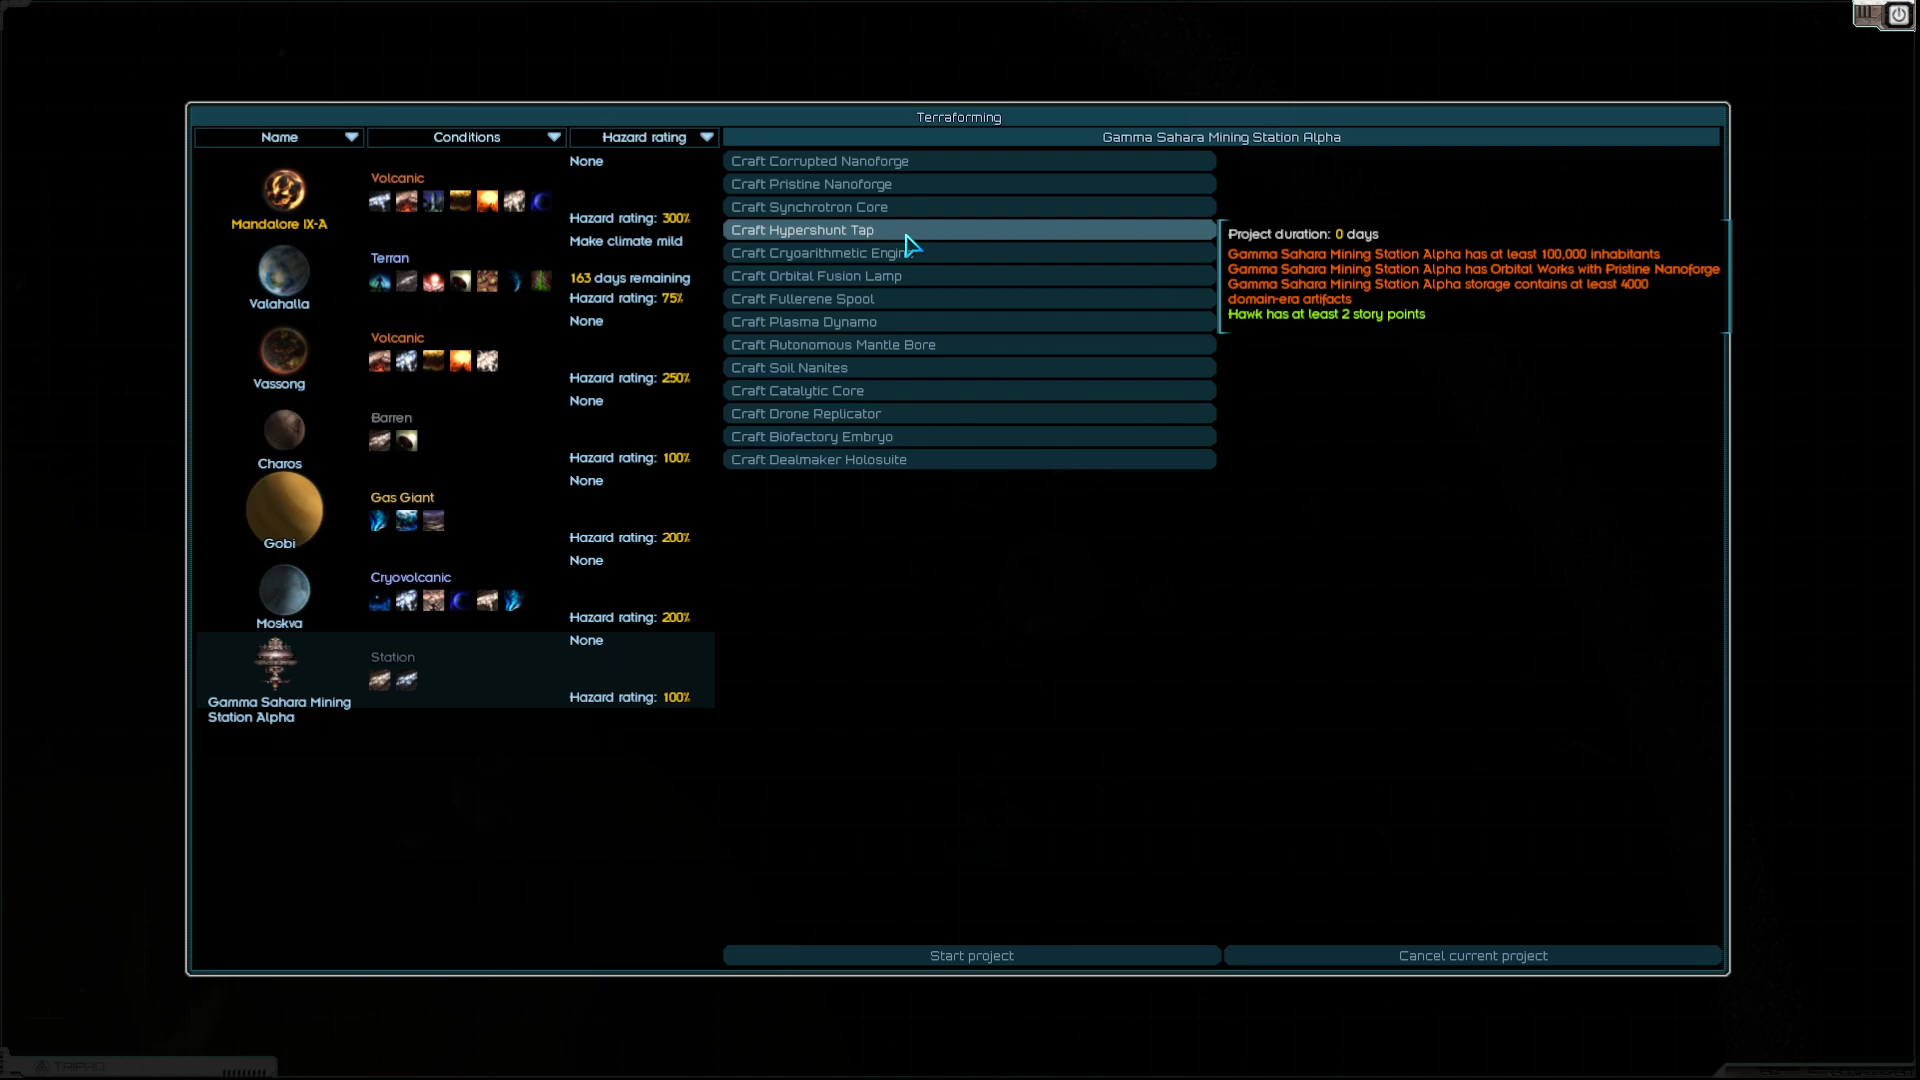 Terraforming
Name
Conditions
Hazard rating
Gamma Sahara Mining Station Alpha
Mandalore IX-A
Volcanic
None
Hazard rating: 300%
Valahalla
Terran
Make climate mild
163 days remaining
Hazard rating: 75%
Vassong
Volcanic
None
Hazard rating: 250%
Charos
Barren
None
Hazard rating: 100%
Gobi
Gas Giant
None
Hazard rating: 200%
Moskva
Cryovolcanic
None
Hazard rating: 200%
Gamma Sahara Mining
Station Alpha
Station
None
Hazard rating: 100%
Craft Corrupted Nanoforge
Craft Pristine Nanoforge
Craft Synchrotron Core
Craft Hypershunt Tap
Craft Cryoarithmetic Engine
Craft Orbital Fusion Lamp
Craft Fullerene Spool
Craft Plasma Dynamo
Craft Autonomous Mantle Bore
Craft Soil Nanites
Craft Catalytic Core
Craft Drone Replicator
Craft Biofactory Embryo
Craft Dealmaker Holosuite
Project duration: 0 days
Gamma Sahara Mining Station Alpha has at least 100,000 inhabitants
Gamma Sahara Mining Station Alpha has Orbital Works with Pristine Nanoforge
Gamma Sahara Mining Station Alpha storage contains at least 4000
domain-era artifacts
Hawk has at least 2 story points
Start project
Cancel current project
TRIPAD